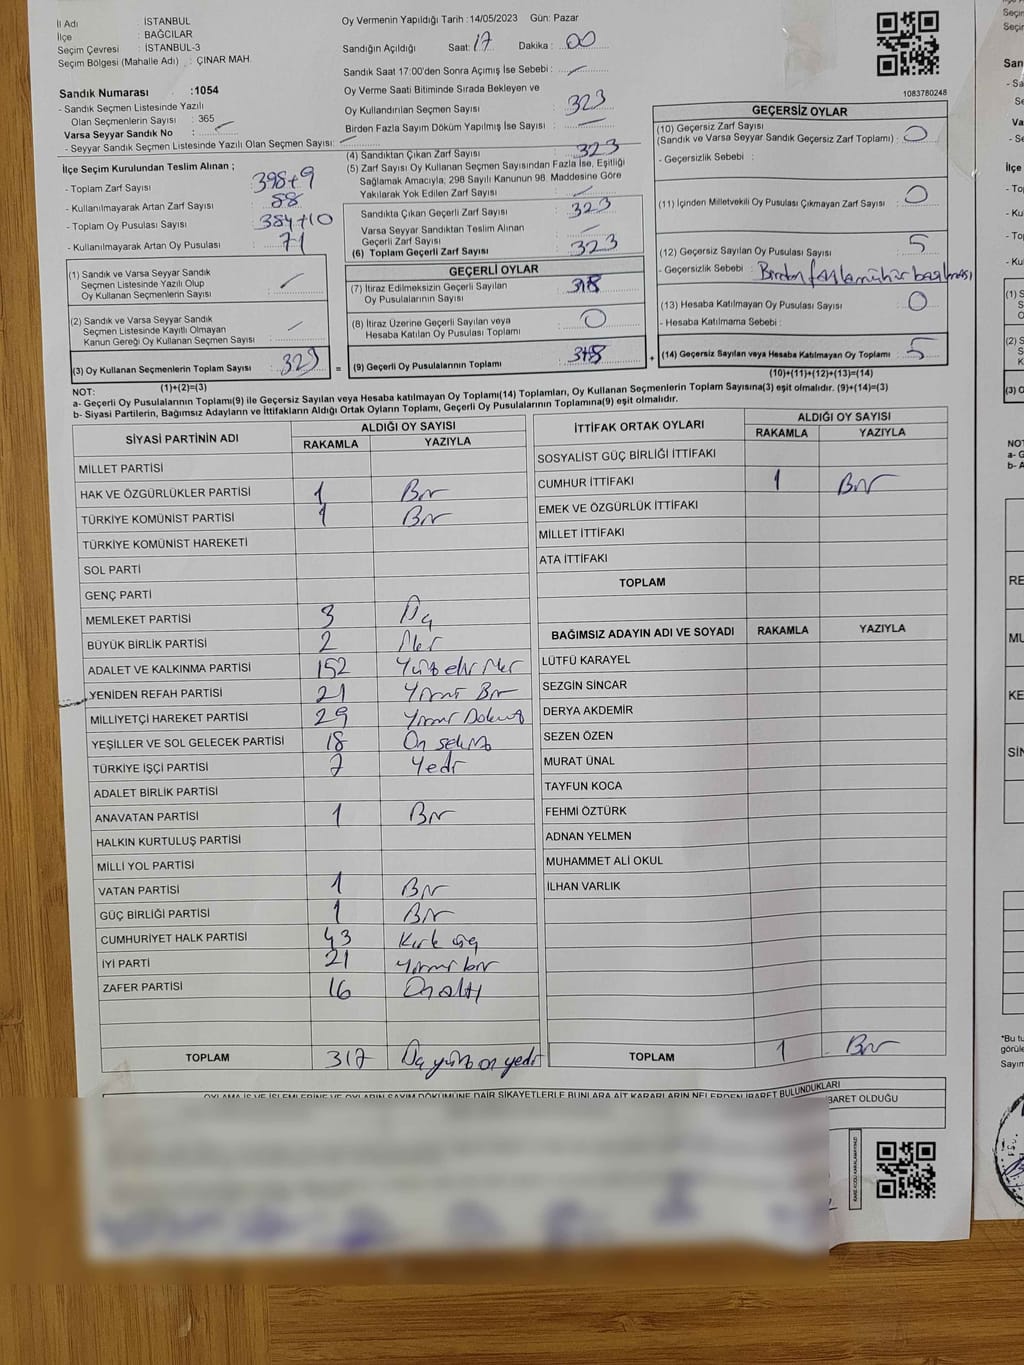 İl Adı : İSTANBUL
İlçe : BAĞCILAR
Seçim Çevresi : İSTANBUL-3
Seçim Bölgesi (Mahalle Adı) : ÇINAR MAH.
Sandık Numarası :1054
- Sandık Seçmen Listesinde Yazılı
Olan Seçmenlerin Sayısı : 365
Varsa Seyyar Sandık No :
- Seyyar Sandık Seçmen Listesinde Yazılı Olan Seçmen Sayısı:
Oy Vermenin Yapıldığı Tarih :14/05/2023 Gün: Pazar
Sandığın Açıldığı Saat: 17 Dakika : 00
Sandık Saat 17:00'den Sonra Açılmış İse Sebebi :
Oy Verme Saati Bitiminde Sırada Bekleyen ve
Oy Kullandırılan Seçmen Sayısı : 323
Birden Fazla Sayım Döküm Yapılmış İse Sayısı :
1083780248
İlçe Seçim Kurulundan Teslim Alınan ;
- Toplam Zarf Sayısı : 398+9
- Kullanılmayarak Artan Zarf Sayısı : 88
- Toplam Oy Pusulası Sayısı : 384+10
- Kullanılmayarak Artan Oy Pusulası : 71
(1) Sandık ve Varsa Seyyar Sandık
Seçmen Listesinde Yazılı Olup
Oy Kullanan Seçmenlerin Sayısı :
(2) Sandık ve Varsa Seyyar Sandık
Seçmen Listesinde Kayıtlı Olmayan
Kanun Gereği Oy Kullanan Seçmen Sayısı :
(3) Oy Kullanan Seçmenlerin Toplam Sayısı : 323
(4) Sandıktan Çıkan Zarf Sayısı : 323
(5) Zarf Sayısı Oy Kullanan Seçmen Sayısından Fazla İse, Eşitliği
Sağlamak Amacıyla; 298 Sayılı Kanunun 98. Maddesine Göre
Yakılarak Yok Edilen Zarf Sayısı :
Sandıkta Çıkan Geçerli Zarf Sayısı : 323
Varsa Seyyar Sandıktan Teslim Alınan
Geçerli Zarf Sayısı :
(6) Toplam Geçerli Zarf Sayısı : 323
GEÇERLİ OYLAR
(7) İtiraz Edilmeksizin Geçerli Sayılan
Oy Pusulalarının Sayısı : 318
(8) İtiraz Üzerine Geçerli Sayılan veya
Hesaba Katılan Oy Pusulası Toplamı : 0
= (9) Geçerli Oy Pusulalarının Toplamı : 318 +
GEÇERSİZ OYLAR
(10) Geçersiz Zarf Sayısı
(Sandık ve Varsa Seyyar Sandık Geçersiz Zarf Toplamı) : 0
- Geçersizlik Sebebi :
(11) İçinden Milletvekili Oy Pusulası Çıkmayan Zarf Sayısı : 0
(12) Geçersiz Sayılan Oy Pusulası Sayısı : 5
- Geçersizlik Sebebi : Birden fazla mühür basılması
(13) Hesaba Katılmayan Oy Pusulası Sayısı : 0
- Hesaba Katılmama Sebebi :
(14) Geçersiz Sayılan veya Hesaba Katılmayan Oy Toplamı : 5
(10)+(11)+(12)+(13)=(14)
(1)+(2)=(3)
NOT:
a- Geçerli Oy Pusulalarının Toplamı(9) ile Geçersiz Sayılan veya Hesaba katılmayan Oy Toplamı(14) Toplamları, Oy Kullanan Seçmenlerin Toplam Sayısına(3) eşit olmalıdır. (9)+(14)=(3)
b- Siyasi Partilerin, Bağımsız Adayların ve İttifakların Aldığı Ortak Oyların Toplamı, Geçerli Oy Pusulalarının Toplamına(9) eşit olmalıdır.
SİYASİ PARTİNİN ADI ALDIĞI OY SAYISI
RAKAMLA YAZIYLA
MİLLET PARTİSİ
HAK VE ÖZGÜRLÜKLER PARTİSİ 1 Bir
TÜRKİYE KOMÜNİST PARTİSİ 1 Bir
TÜRKİYE KOMÜNİST HAREKETİ
SOL PARTİ
GENÇ PARTİ
MEMLEKET PARTİSİ 3 Üç
BÜYÜK BİRLİK PARTİSİ 2 İki
ADALET VE KALKINMA PARTİSİ 152 Yüz elli iki
YENİDEN REFAH PARTİSİ 21 Yirmi Bir
MİLLİYETÇİ HAREKET PARTİSİ 29 Yirmi Dokuz
YEŞİLLER VE SOL GELECEK PARTİSİ 18 On sekiz
TÜRKİYE İŞÇİ PARTİSİ 7 Yedi
ADALET BİRLİK PARTİSİ
ANAVATAN PARTİSİ 1 Bir
HALKIN KURTULUŞ PARTİSİ
MİLLİ YOL PARTİSİ
VATAN PARTİSİ 1 Bir
GÜÇ BİRLİĞİ PARTİSİ 1 Bir
CUMHURİYET HALK PARTİSİ 43 Kırk üç
İYİ PARTİ 21 Yirmi bir
ZAFER PARTİSİ 16 On altı
TOPLAM 317 Üç yüz on yedi
İTTİFAK ORTAK OYLARI ALDIĞI OY SAYISI
RAKAMLA YAZIYLA
SOSYALİST GÜÇ BİRLİĞİ İTTİFAKI
CUMHUR İTTİFAKI 1 Bir
EMEK VE ÖZGÜRLÜK İTTİFAKI
MİLLET İTTİFAKI
ATA İTTİFAKI
TOPLAM
BAĞIMSIZ ADAYIN ADI VE SOYADI RAKAMLA YAZIYLA
LÜTFÜ KARAYEL
SEZGİN SİNCAR
DERYA AKDEMİR
SEZEN ÖZEN
MURAT ÜNAL
TAYFUN KOCA
FEHMİ ÖZTÜRK
ADNAN YELMEN
MUHAMMET ALİ OKUL
İLHAN VARLIK
TOPLAM 1 Bir
OYLAMA İŞ VE İŞLEMLERİNE VE OYLARIN SAYIM DÖKÜMÜNE DAİR ŞİKAYETLERLE BUNLARA AİT KARARLARIN NELERDEN İBARET BULUNDUKLARI
BARET OLDUĞU